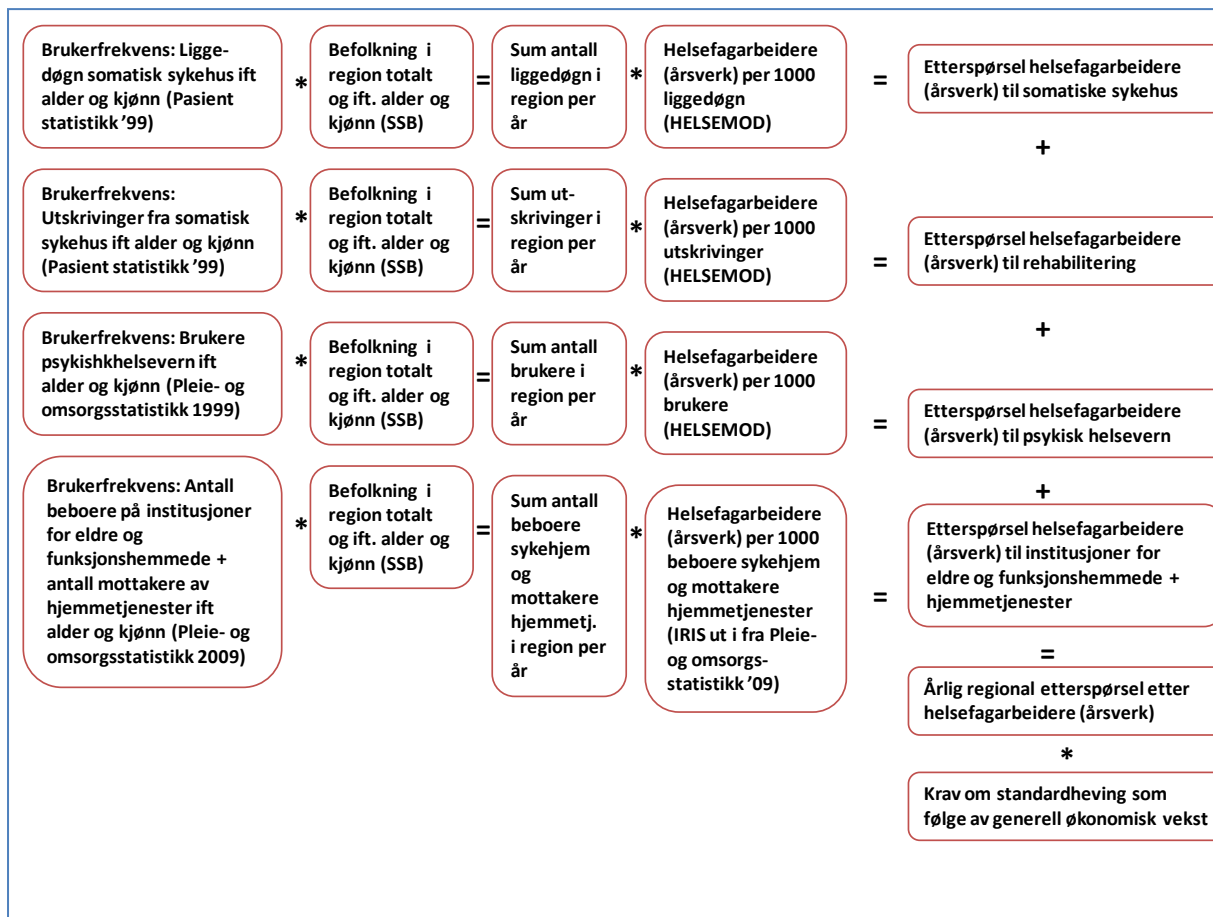 Brukerfrekvens: Ligge-
døgn somatisk sykehus ift
alder og kjønn (Pasient
statistikk ’99)
*
Befolkning i
region totalt
og ift. alder og
kjønn (SSB)
=
Sum antall
liggedøgn i
region per
år
*
Helsefagarbeidere
(årsverk) per 1000
liggedøgn
(HELSEMOD)
=
Etterspørsel helsefagarbeidere
(årsverk) til somatiske sykehus
+
Brukerfrekvens:
Utskrivinger fra somatisk
sykehus ift alder og kjønn
(Pasient statistikk ’99)
*
Befolkning i
region totalt
og ift. alder og
kjønn (SSB)
=
Sum ut-
skrivinger i
region per
år
*
Helsefagarbeidere
(årsverk) per 1000
utskrivinger
(HELSEMOD)
=
Etterspørsel helsefagarbeidere
(årsverk) til rehabilitering
+
Brukerfrekvens: Brukere
psykishkhelsevern ift
alder og kjønn (Pleie- og
omsorgsstatistikk 1999)
*
Befolkning i
region totalt
og ift. alder og
kjønn (SSB)
=
Sum antall
brukere i
region per
år
*
Helsefagarbeidere
(årsverk) per 1000
brukere
(HELSEMOD)
=
Etterspørsel helsefagarbeidere
(årsverk) til psykisk helsevern
+
Brukerfrekvens: Antall
beboere på institusjoner
for eldre og
funksjonshemmede +
antall mottakere av
hjemmetjenester ift
alder og kjønn (Pleie- og
omsorgsstatistikk 2009)
*
Befolkning i
region totalt
og ift. alder og
kjønn (SSB)
=
Sum antall
beboere
sykehjem
og
mottakere
hjemmetj.
i region per
år
*
Helsefagarbeidere
(årsverk) per 1000
beboere sykehjem
og mottakere
hjemmetjenester
(IRIS ut i fra Pleie-
og omsorgs-
statistikk ’09)
=
Etterspørsel helsefagarbeidere
(årsverk) til institusjoner for
eldre og funksjonshemmede +
hjemmetjenester
=
Årlig regional etterspørsel etter
helsefagarbeidere (årsverk)
*
Krav om standardheving som
følge av generell økonomisk vekst